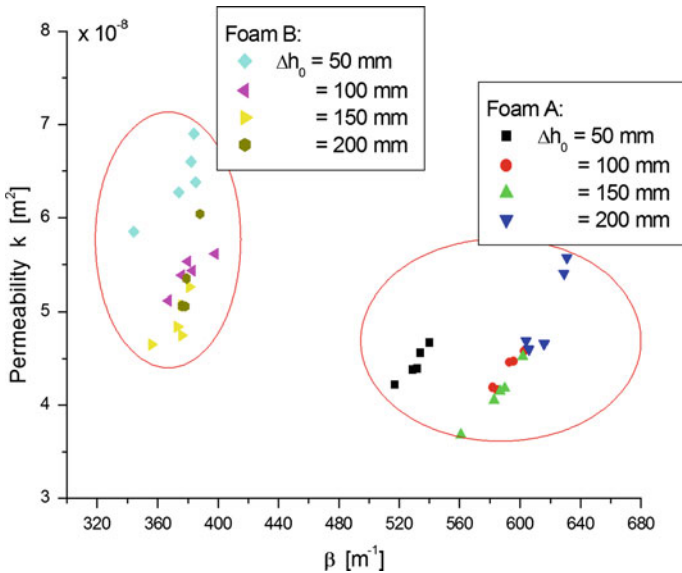 x 10⁻⁸
8
7
6
5
4
3
Permeability k [m²]
Foam B:
Δh₀ = 50 mm
= 100 mm
= 150 mm
= 200 mm
Foam A:
Δh₀ = 50 mm
= 100 mm
= 150 mm
= 200 mm
320 360 400 440 480 520 560 600 640 680
β [m⁻¹]